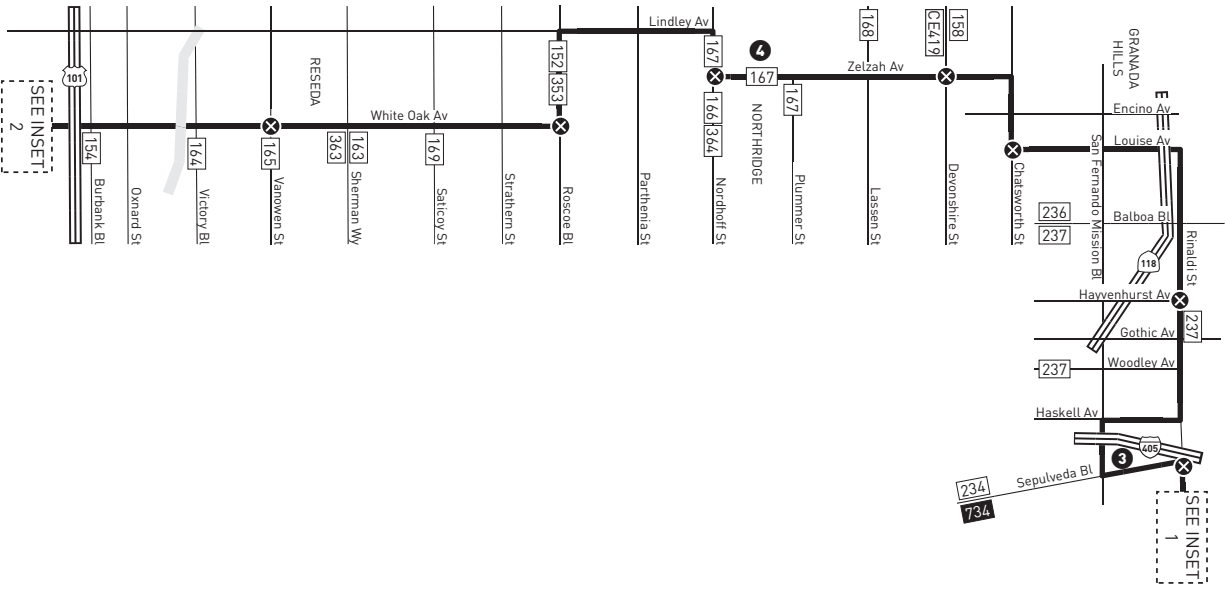 Lindley Av
101
152
353
167
4
167
Zelzah Av
168
CE419
158
GRANADA
HILLS
E
Encino Av
RESEDA
White Oak Av
SEE INSET
2
154
164
165
363
163
169
166
364
NORTHRIDGE
167
San Fernando Mission Bl
Louise Av
Burbank Bl
Oxnard St
Victory Bl
Vanowen St
Sherman Wy
Saticoy St
Strathern St
Roscoe Bl
Parthenia St
Nordhoff St
Plummer St
Lassen St
Devonshire St
Chatsworth St
236
237
Balboa Bl
Rinaldi St
118
Hayvenhurst Av
237
Gothic Av
237
Woodley Av
Haskell Av
405
3
Sepulveda Bl
234
734
SEE INSET
1